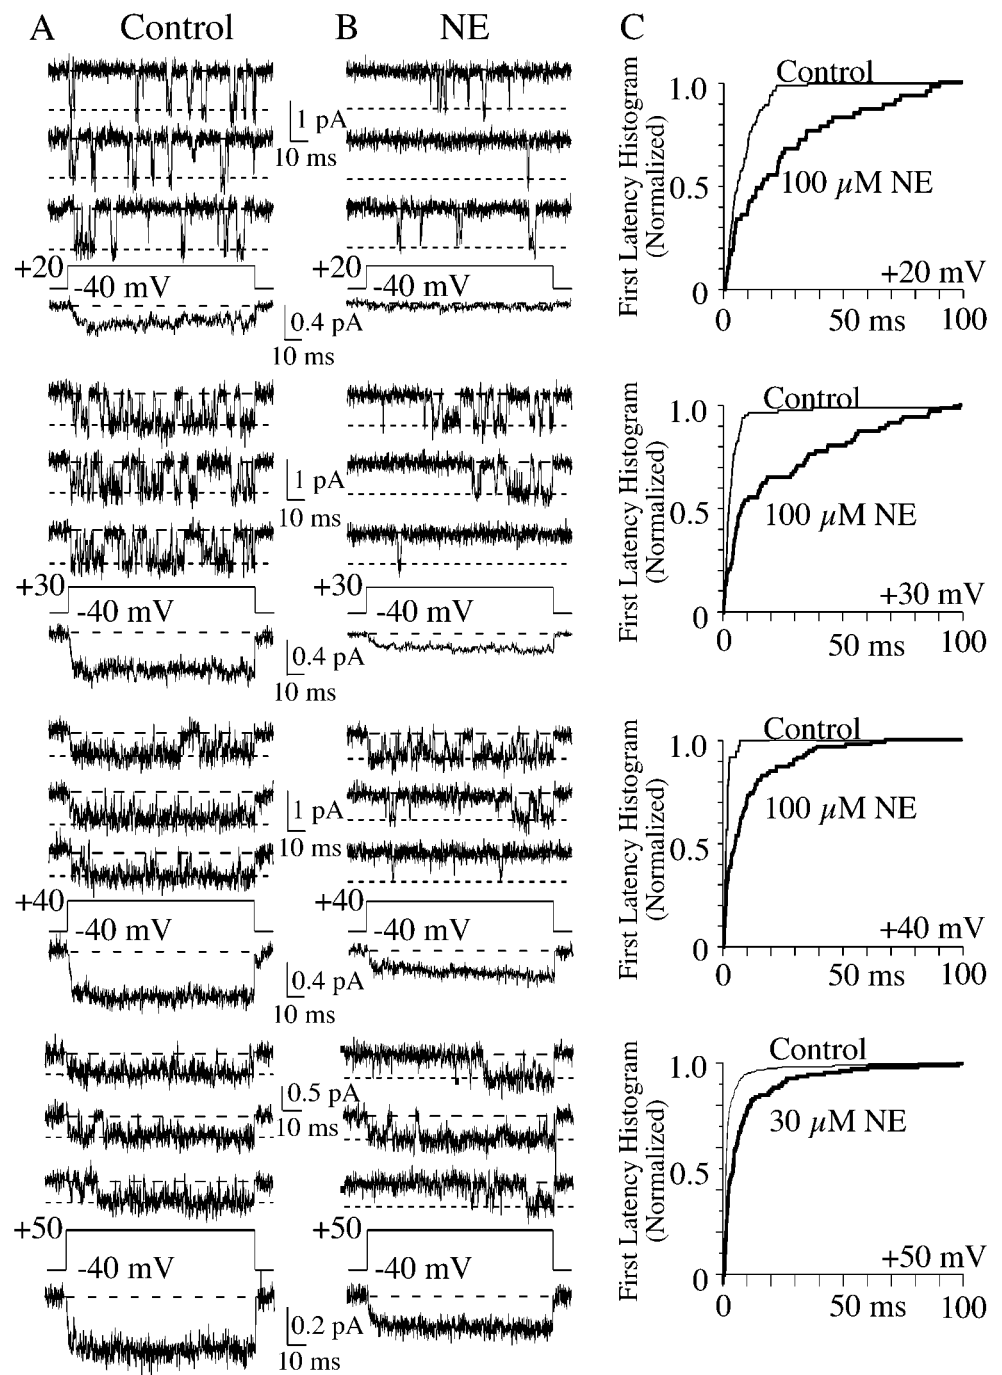 A Control B NE C
1 pA
10 ms
+20
-40 mV
+20
-40 mV
0.4 pA
10 ms
First Latency Histogram
(Normalized)
1.0
0.5
0
Control
100 µM NE
+20 mV
0 50 ms 100
1 pA
10 ms
+30
-40 mV
+30
-40 mV
0.4 pA
10 ms
First Latency Histogram
(Normalized)
1.0
0.5
0
Control
100 µM NE
+30 mV
0 50 ms 100
1 pA
10 ms
+40
-40 mV
+40
-40 mV
0.4 pA
10 ms
First Latency Histogram
(Normalized)
1.0
0.5
0
Control
100 µM NE
+40 mV
0 50 ms 100
0.5 pA
10 ms
+50
-40 mV
+50
-40 mV
0.2 pA
10 ms
First Latency Histogram
(Normalized)
1.0
0.5
0
Control
30 µM NE
+50 mV
0 50 ms 100